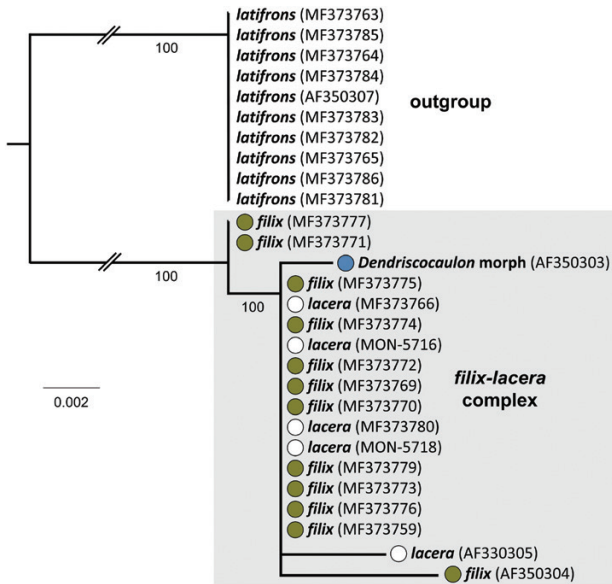 latifrons (MF373763)
latifrons (MF373785)
latifrons (MF373764)
latifrons (MF373784)
latifrons (AF350307)
latifrons (MF373783)
latifrons (MF373782)
latifrons (MF373765)
latifrons (MF373786)
latifrons (MF373781)
outgroup
100
filix (MF373777)
filix (MF373771)
100
Dendriscocaulon morph (AF350303)
100
filix (MF373775)
lacera (MF373766)
filix (MF373774)
lacera (MON-5716)
filix (MF373772)
filix (MF373769)
filix (MF373770)
lacera (MF373780)
lacera (MON-5718)
filix (MF373779)
filix (MF373773)
filix (MF373776)
filix (MF373759)
lacera (AF330305)
filix (AF350304)
filix-lacera
complex
0.002